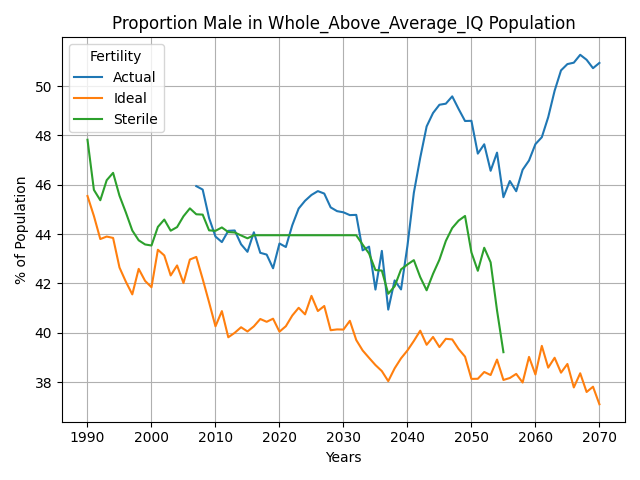 Proportion Male in Whole_Above_Average_IQ Population
Fertility
Actual
Ideal
Sterile
% of Population
50
48
46
44
42
40
38
1990 2000 2010 2020 2030 2040 2050 2060 2070
Years